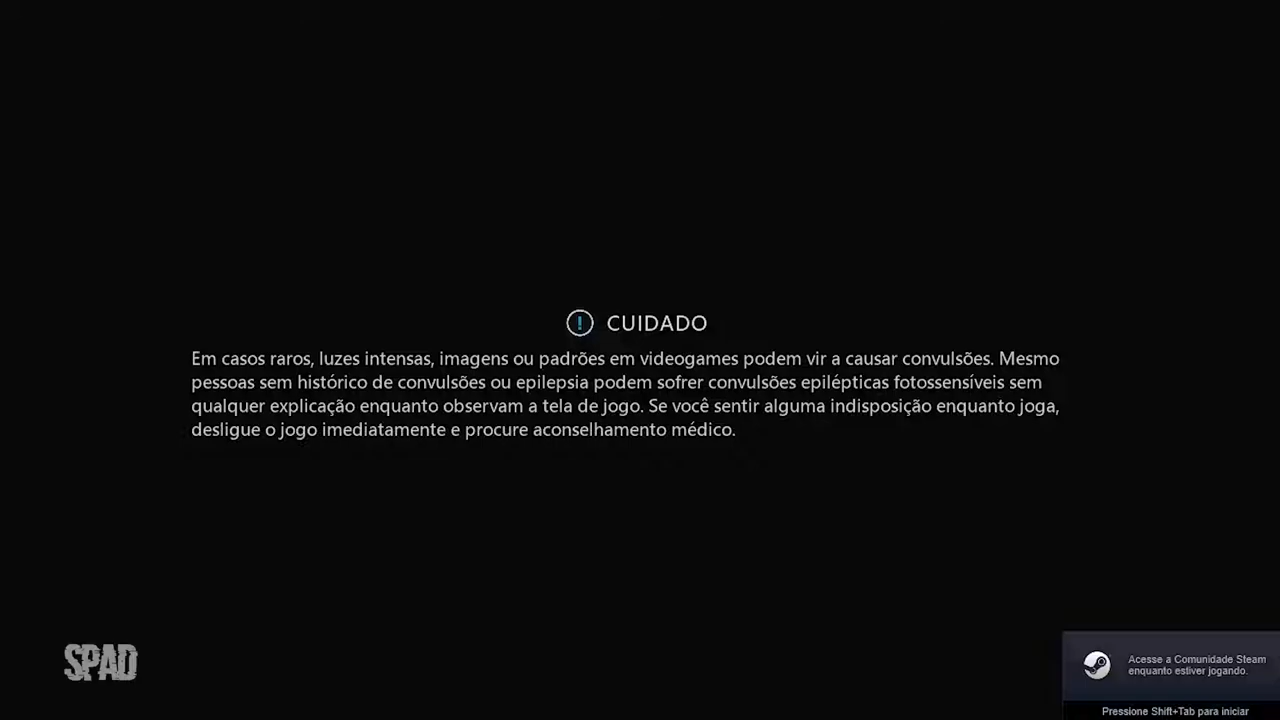 ! CUIDADO
Em casos raros, luzes intensas, imagens ou padrões em videogames podem vir a causar convulsões. Mesmo
pessoas sem histórico de convulsões ou epilepsia podem sofrer convulsões epilépticas fotossensíveis sem
qualquer explicação enquanto observam a tela de jogo. Se você sentir alguma indisposição enquanto joga,
desligue o jogo imediatamente e procure aconselhamento médico.
SPAD
Acesse a Comunidade Steam
enquanto estiver jogando.
Pressione Shift+Tab para iniciar